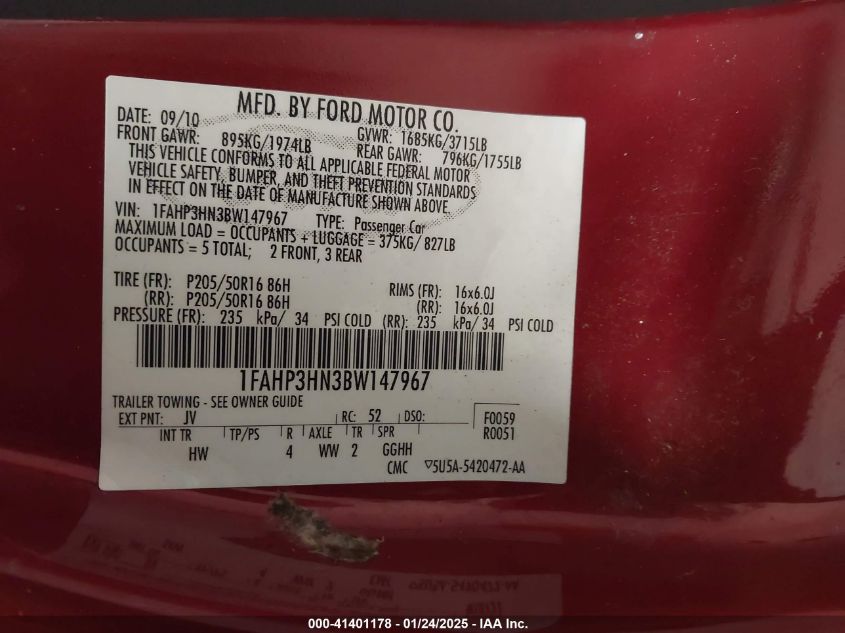 MFD. BY FORD MOTOR CO.
DATE: 09/10 GVWR: 1685KG/3715LB
FRONT GAWR: 895KG/1974LB REAR GAWR: 796KG/1755LB
THIS VEHICLE CONFORMS TO ALL APPLICABLE FEDERAL MOTOR
VEHICLE SAFETY, BUMPER, AND THEFT PREVENTION STANDARDS
IN EFFECT ON THE DATE OF MANUFACTURE SHOWN ABOVE.
VIN: 1FAHP3HN3BW147967 TYPE: Passenger Car
MAXIMUM LOAD = OCCUPANTS + LUGGAGE = 375KG/ 827LB
OCCUPANTS = 5 TOTAL; 2 FRONT, 3 REAR
TIRE (FR): P205/50R16 86H RIMS (FR): 16x6.0J
(RR): P205/50R16 86H (RR): 16x6.0J
PRESSURE (FR): 235 kPa/ 34 PSI COLD (RR): 235 kPa/ 34 PSI COLD
1FAHP3HN3BW147967
TRAILER TOWING - SEE OWNER GUIDE
EXT PNT: JV RC: 52 DSO: F0059
R0051
INT TR TP/PS R AXLE TR SPR
HW 4 WW 2 GGHH
CMC ▽5U5A-5420472-AA
000-41401178 - 01/24/2025 - IAA Inc.